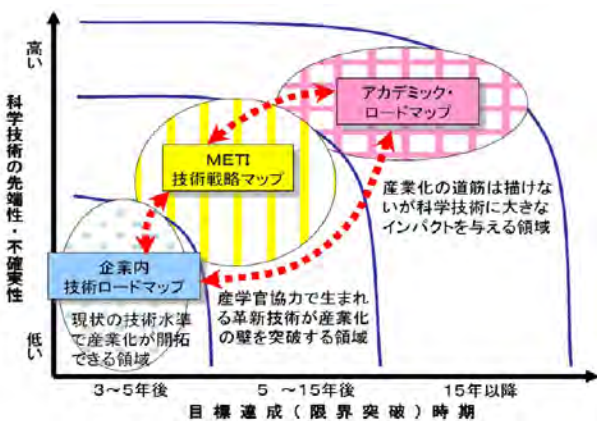 高い
科学技術の先端性・不確実性
低い
アカデミック・
ロードマップ
METI
技術戦略マップ
企業内
技術ロードマップ
産業化の道筋は描けない
が科学技術に大きな
インパクトを与える領域
産学官協力で生まれ
る革新技術が産業化
の壁を突破する領域
現状の技術水準
で産業化が開拓
できる領域
3~5年後
5 ~15年後
15年以降
目標達成(限界突破)時期